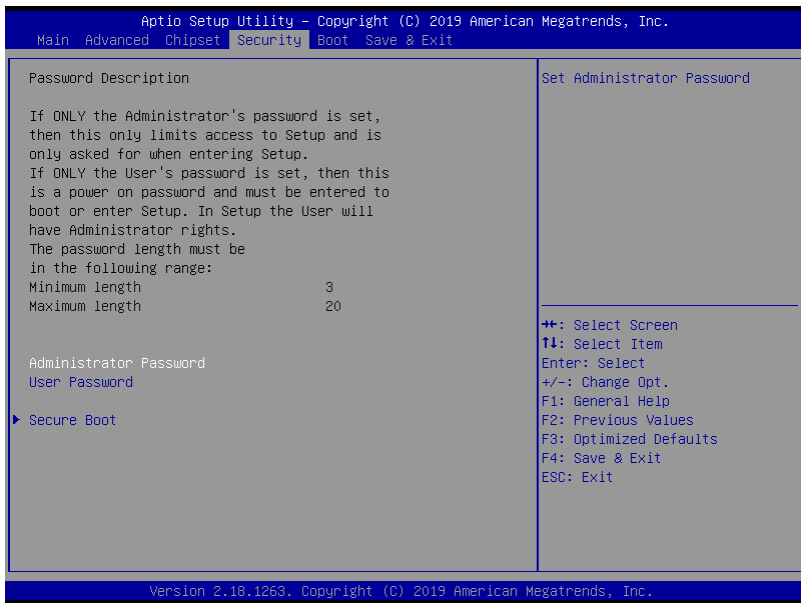 Aptio Setup Utility – Copyright (C) 2019 American Megatrends, Inc.
Main Advanced Chipset Security Boot Save & Exit
Password Description
If ONLY the Administrator's password is set,
then this only limits access to Setup and is
only asked for when entering Setup.
If ONLY the User's password is set, then this
is a power on password and must be entered to
boot or enter Setup. In Setup the User will
have Administrator rights.
The password length must be
in the following range:
Minimum length 3
Maximum length 20
Administrator Password
User Password
Secure Boot
Set Administrator Password
→←: Select Screen
↑↓: Select Item
Enter: Select
+/-: Change Opt.
F1: General Help
F2: Previous Values
F3: Optimized Defaults
F4: Save & Exit
ESC: Exit
Version 2.18.1263. Copyright (C) 2019 American Megatrends, Inc.